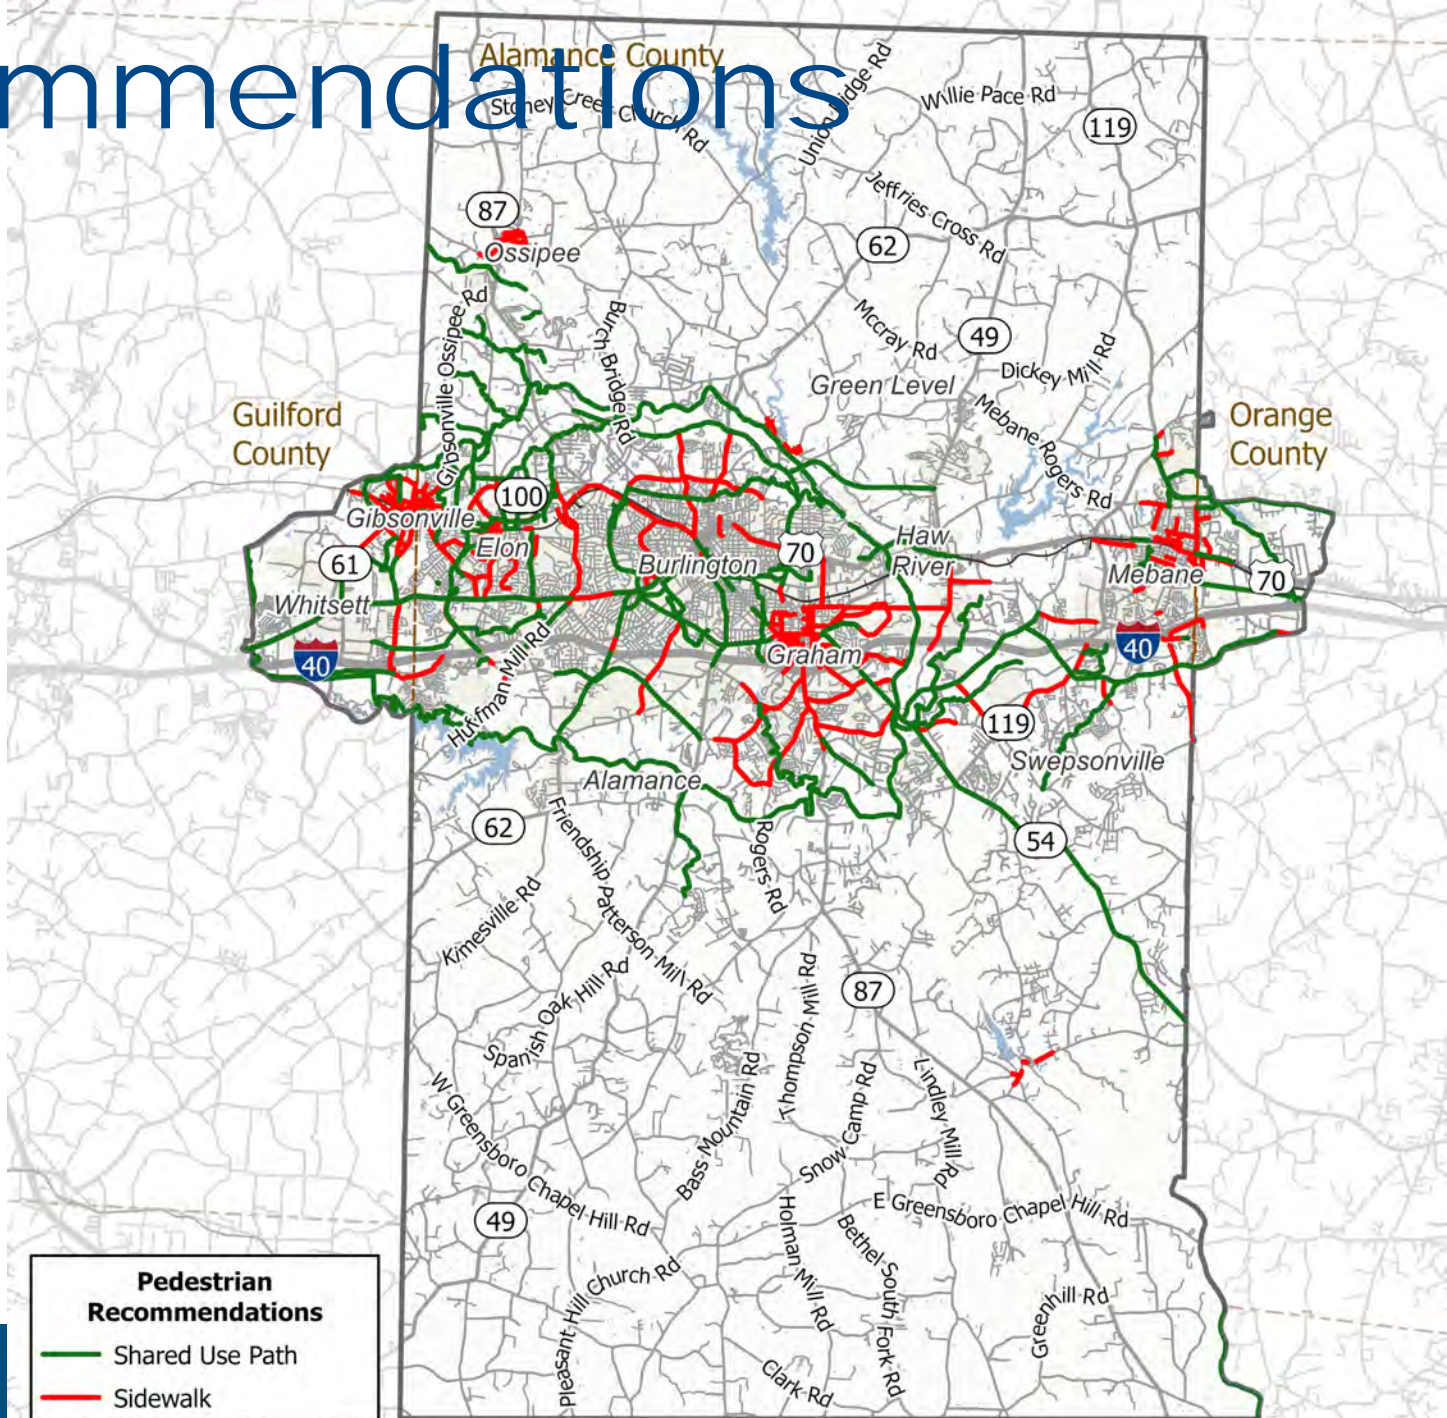 mmendations
Alamance County
Stoney Creek Church Rd
Union Ridge Rd
Willie Pace Rd
119
87
Ossipee
Jeffries Cross Rd
62
Gibsonville Ossipee Rd
Burch Bridge Rd
Mccray Rd
49
Dickey Mill Rd
Green Level
Mebane Rogers Rd
Guilford
County
Orange
County
100
Gibsonville
61
Elon
Burlington
70
Haw
River
Mebane
70
Whitsett
40
Graham
40
Huffman Mill Rd
119
Swepsonville
Alamance
62
Friendship Patterson Mill Rd
Rogers Rd
54
Kimesville Rd
Spanish Oak Hill Rd
87
Thompson Mill Rd
Bass Mountain Rd
Snow Camp Rd
Lindley Mill Rd
W Greensboro Chapel Hill Rd
49
E Greensboro Chapel Hill Rd
Holman Mill Rd
Bethel South Fork Rd
Pleasant Hill Church Rd
Greenhill Rd
Clark Rd
Pedestrian
Recommendations
Shared Use Path
Sidewalk